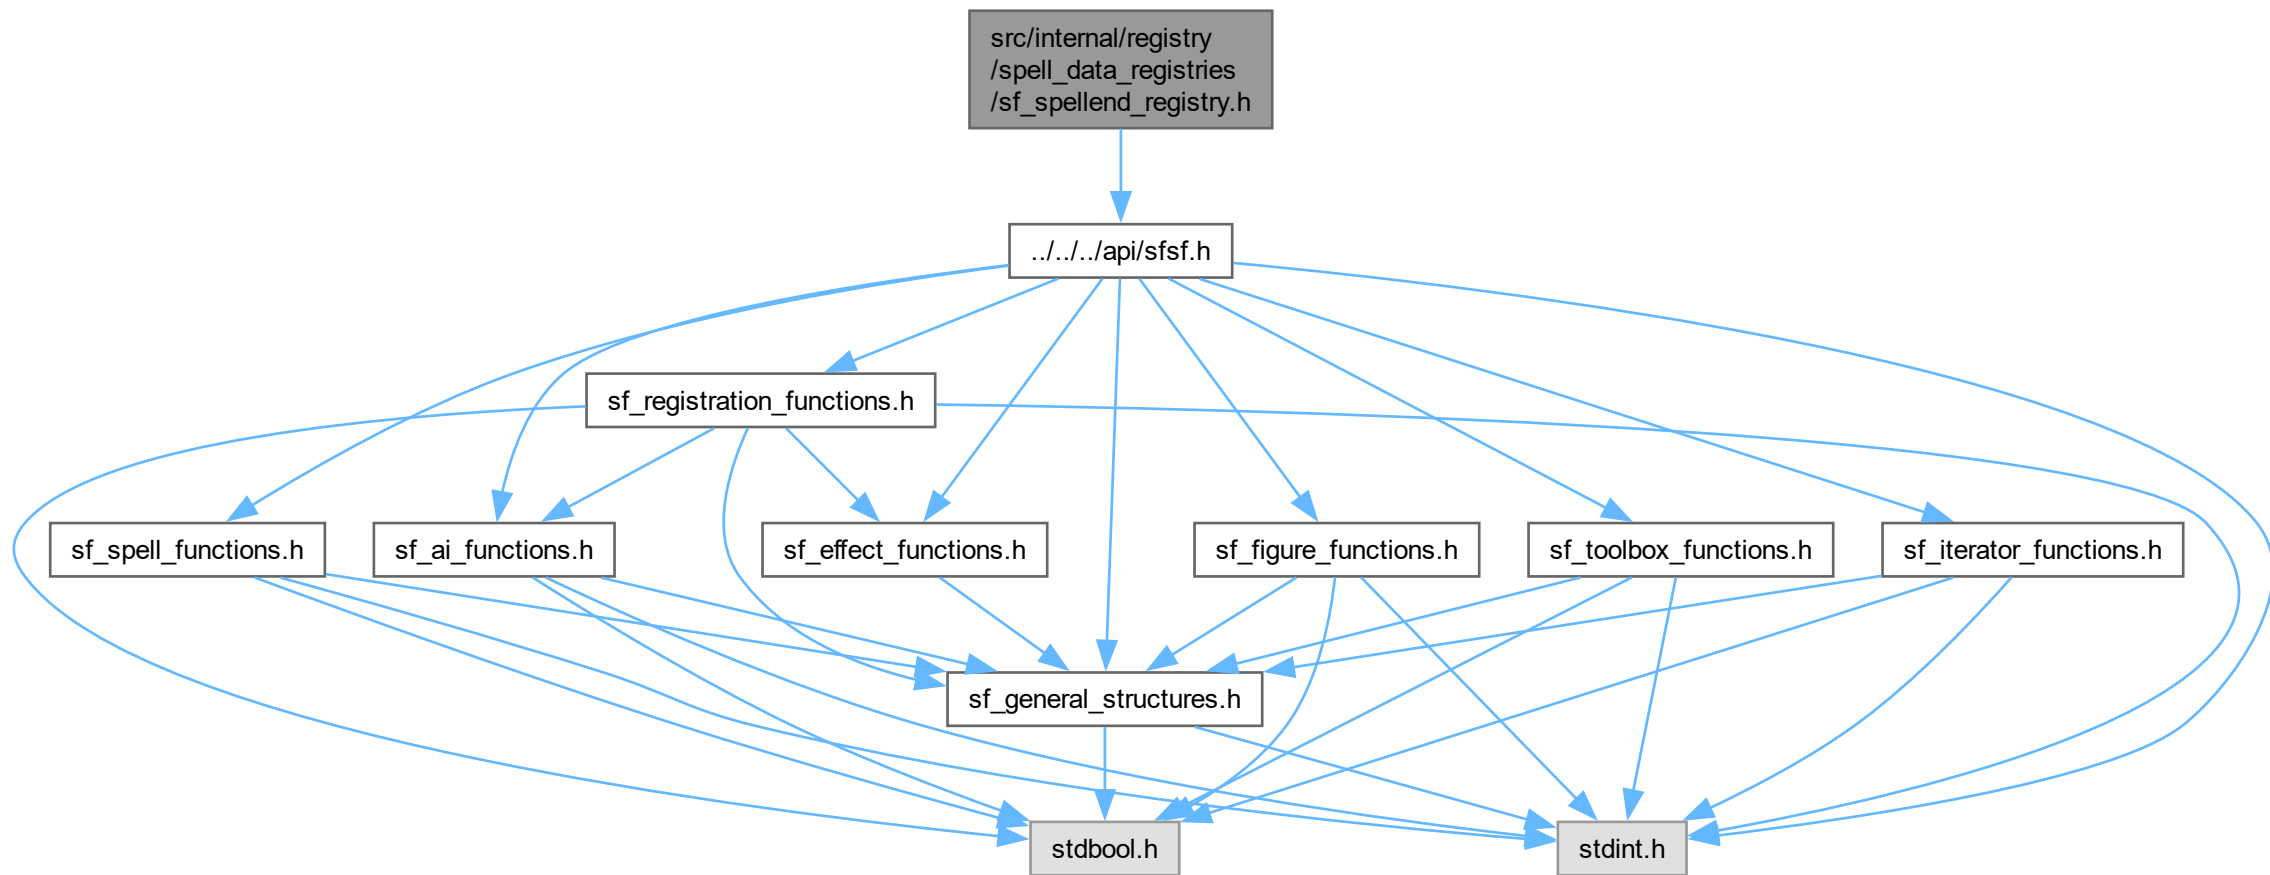 src/internal/registry
/spell_data_registries
/sf_spellend_registry.h
../../../api/sfsf.h
sf_registration_functions.h
sf_spell_functions.h
sf_ai_functions.h
sf_effect_functions.h
sf_figure_functions.h
sf_toolbox_functions.h
sf_iterator_functions.h
sf_general_structures.h
stdbool.h
stdint.h